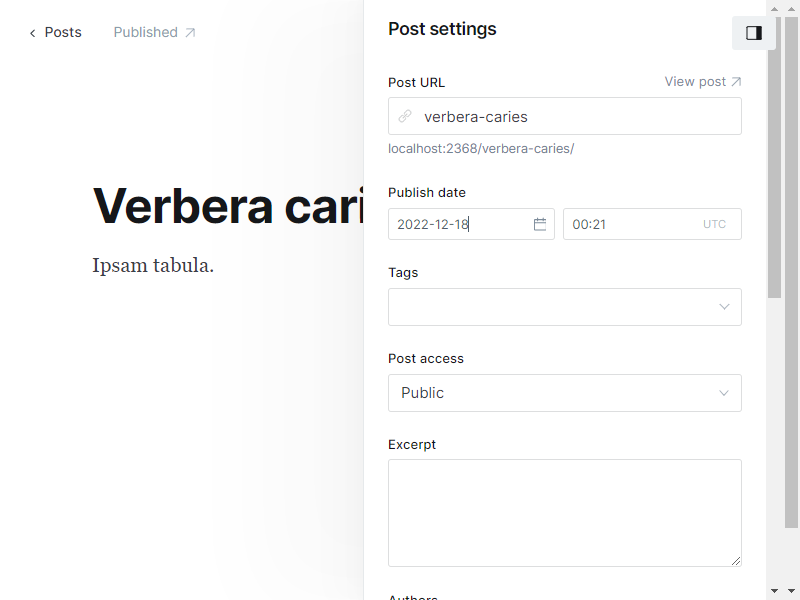 Posts
Published
Post settings
Post URL
View post
verbera-caries
localhost:2368/verbera-caries/
Publish date
2022-12-18
00:21
UTC
Verbera cari
Ipsam tabula.
Tags
Post access
Public
Excerpt
Authors